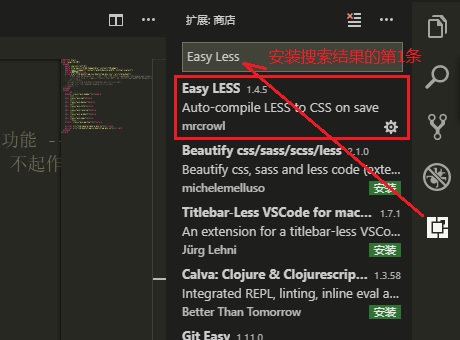 扩展: 商店
Easy Less
安装搜索结果的第1条
Easy LESS 1.4.5
Auto-compile LESS to CSS on save
mrcrowl
功能 -
不起作
Beautify css/sass/scss/less 2.1.0
Beautify css, sass and less code (exte...
michelemelluso
安装
Titlebar-Less VSCode for mac... 1.7.1
An extension for a titlebar-less VSCo...
Jürg Lehni
安装
Calva: Clojure & Clojurescrip... 1.3.58
Integrated REPL, linting, inline eval a...
Better Than Tomorrow
安装
Git Easy 1.11.0